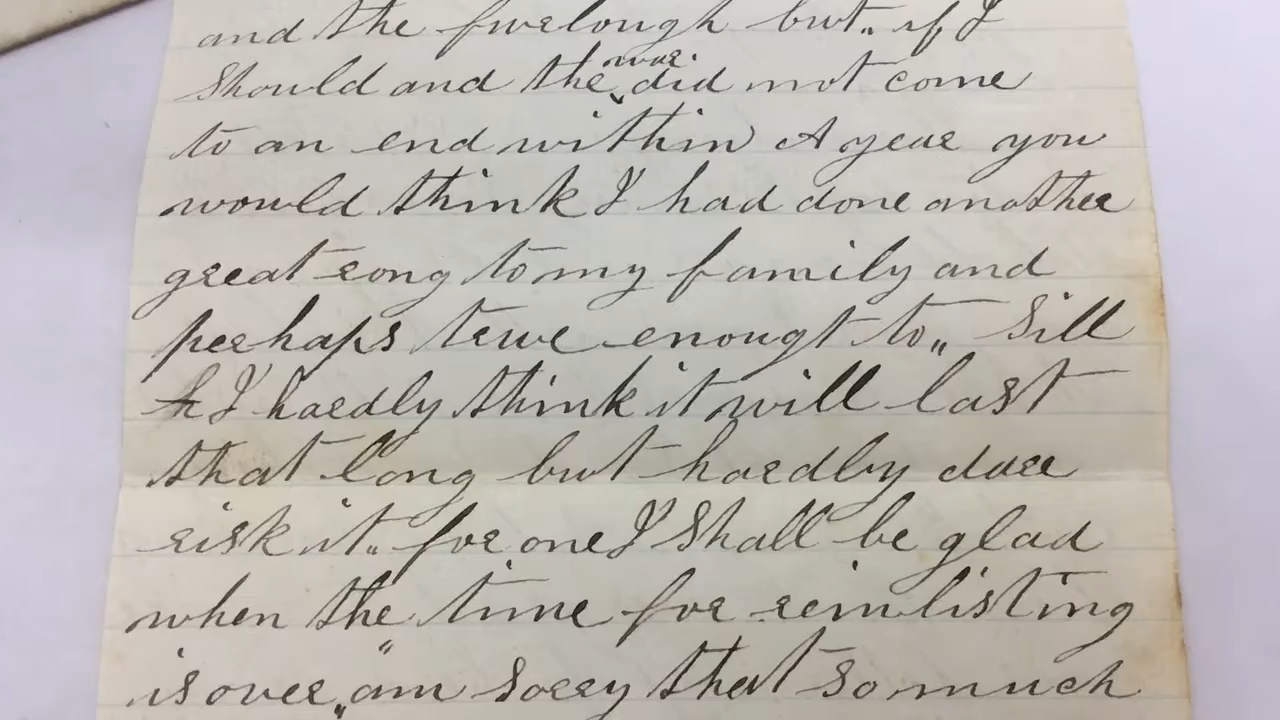 and the furlough but „ if I
Should and the war did not come
to an end within A year you
would think I had done another
great rong to my family and
perhaps true enougt to „ Sill
I hardly think it will last
that long but hardly dare
risk it „ for one I Shall be glad
when the time for reinlisting
is over „ am Sorry that so much